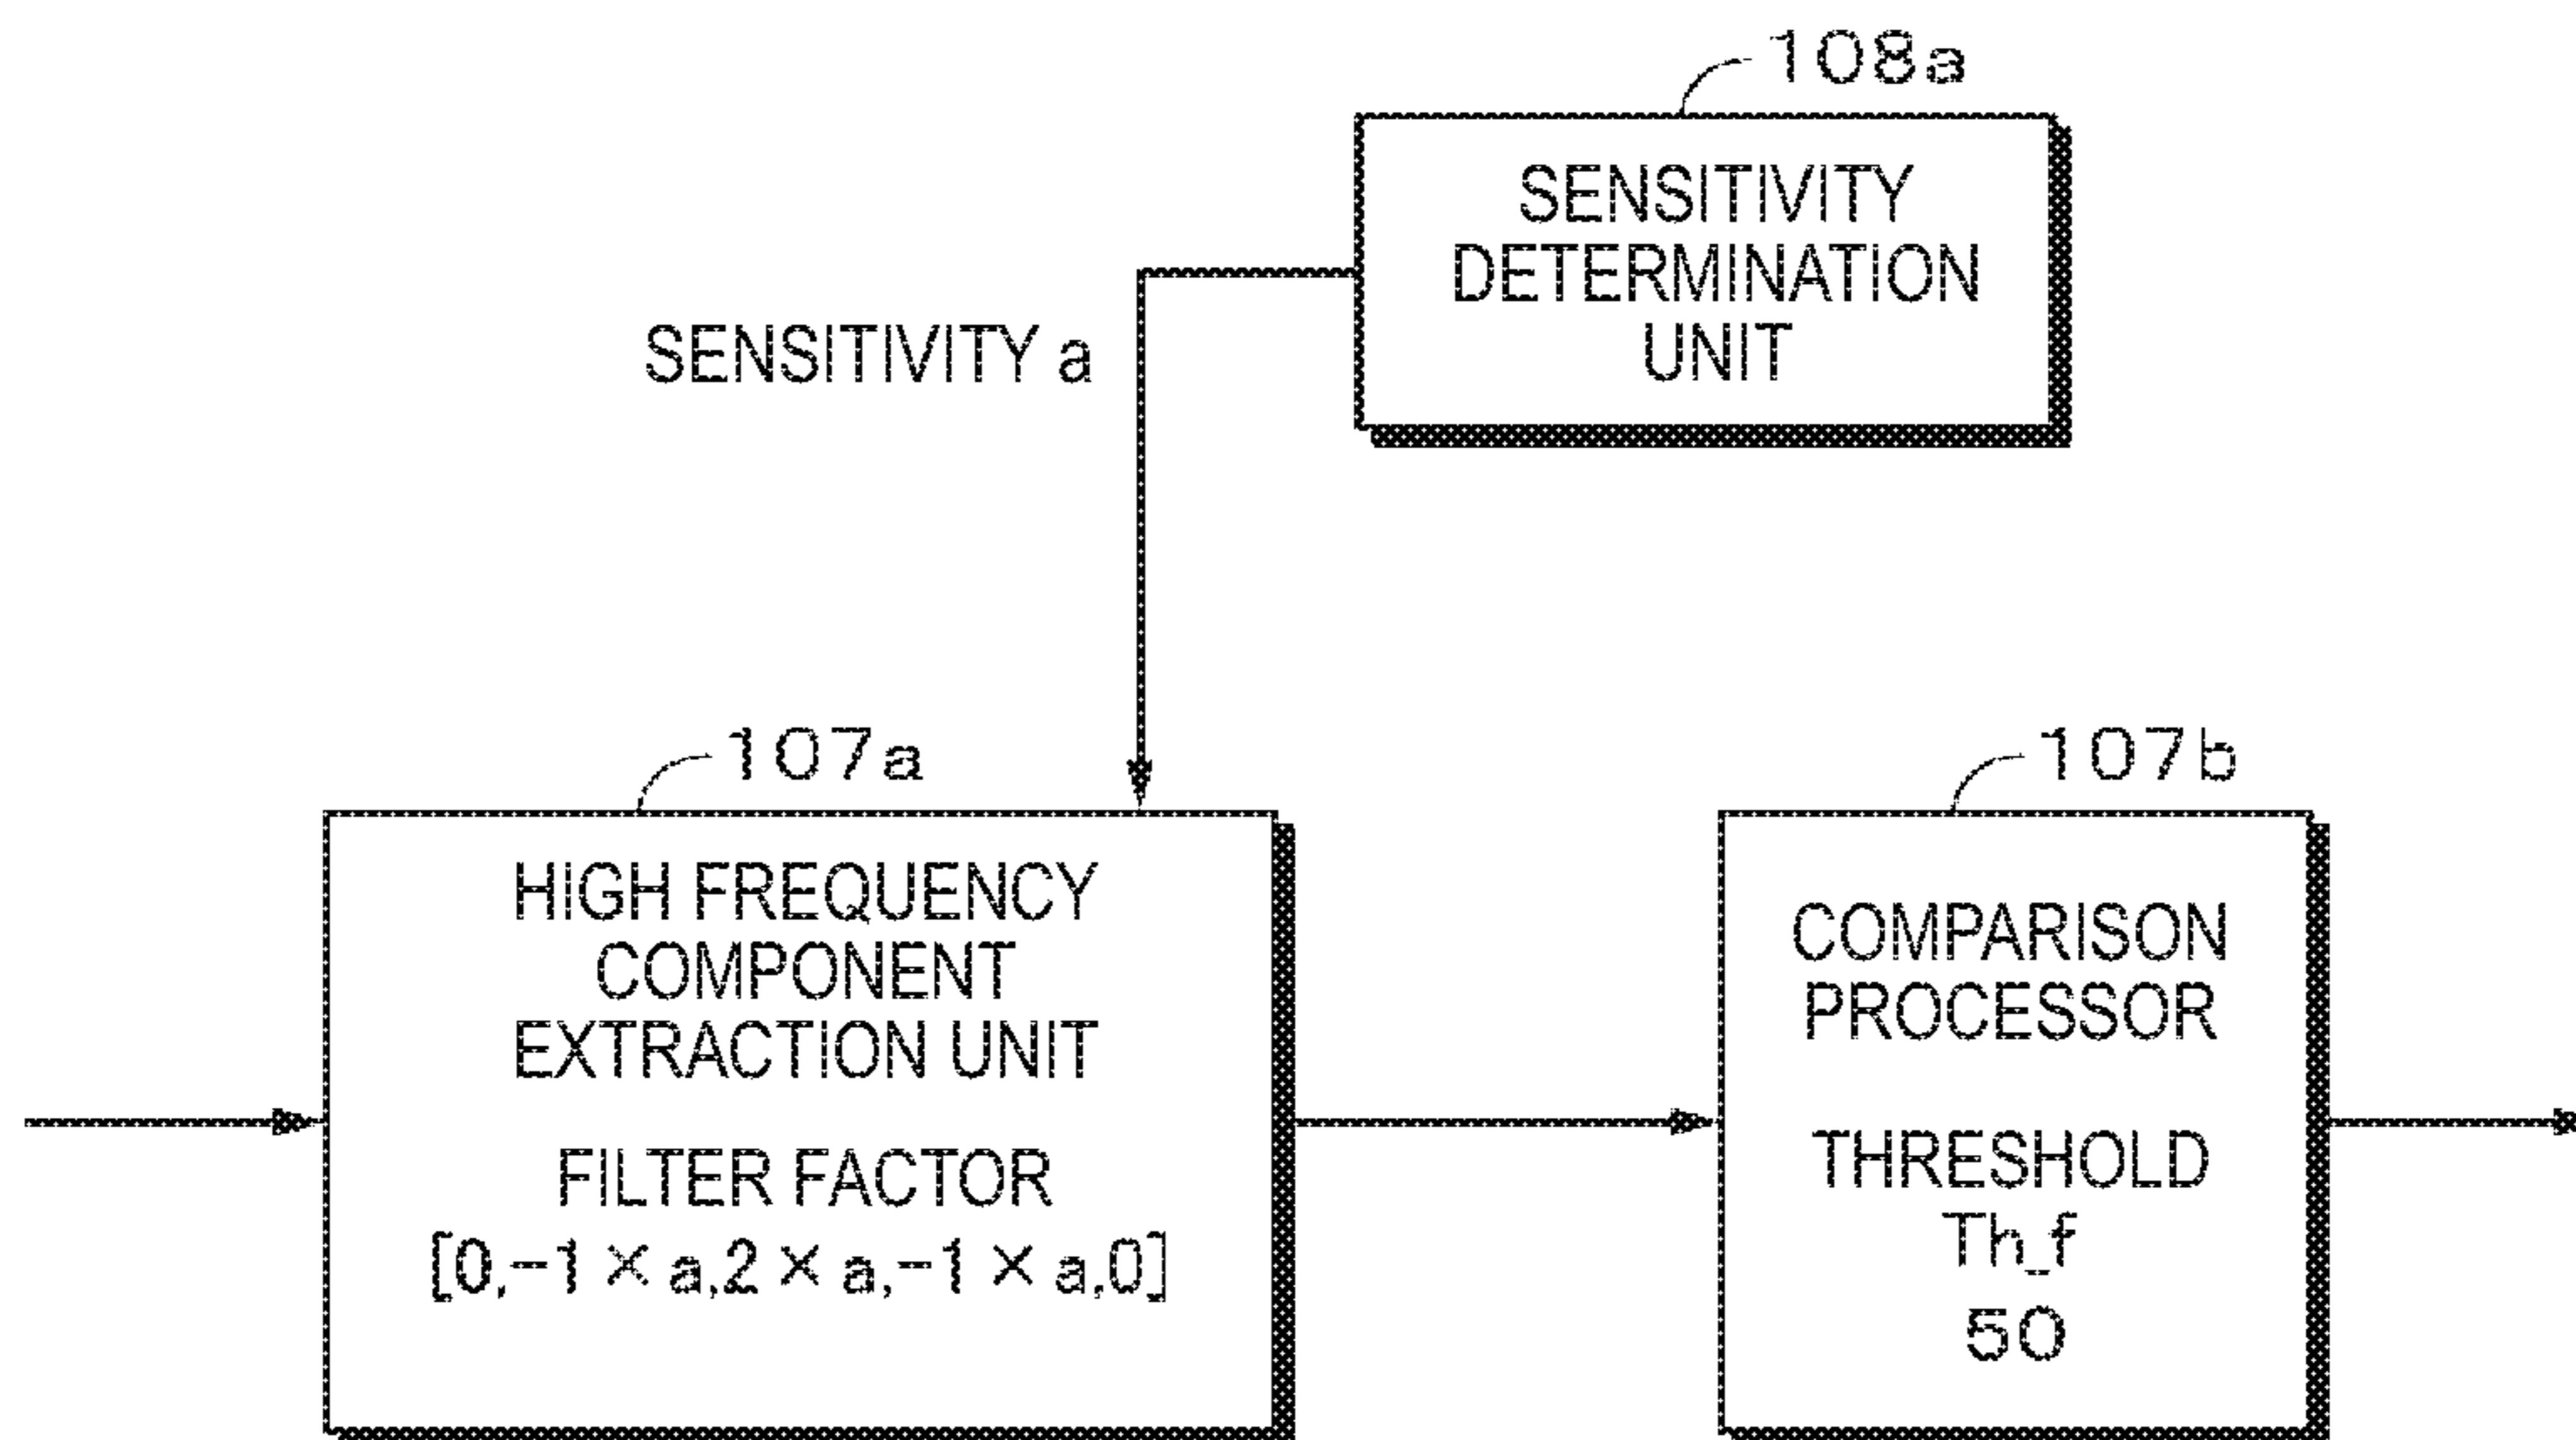 108a
SENSITIVITY
DETERMINATION
UNIT
SENSITIVITY a
107a
HIGH FREQUENCY
COMPONENT
EXTRACTION UNIT
FILTER FACTOR
[0,-1 × a,2 × a,-1 × a,0]
107b
COMPARISON
PROCESSOR
THRESHOLD
Th_f
50